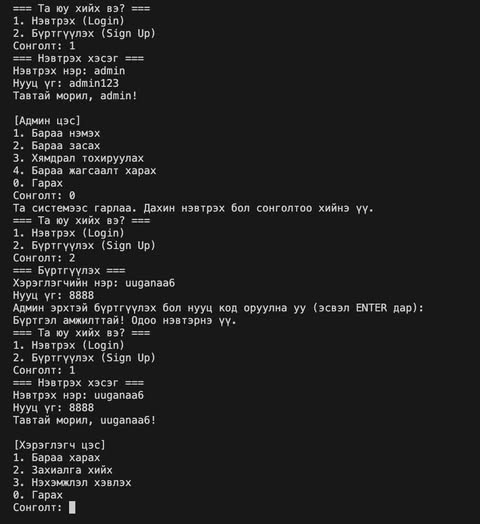 === Та юу хийх вэ? ===
1. Нэвтрэх (Login)
2. Бүртгүүлэх (Sign Up)
Сонголт: 1
=== Нэвтрэх хэсэг ===
Нэвтрэх нэр: admin
Нууц үг: admin123
Тавтай морил, admin!
[Админ цэс]
1. Бараа нэмэх
2. Бараа засах
3. Хямдрал тохируулах
4. Бараа жагсаалт харах
0. Гарах
Сонголт: 0
Та системээс гарлаа. Дахин нэвтрэх бол сонголтоо хийнэ үү.
=== Та юу хийх вэ? ===
1. Нэвтрэх (Login)
2. Бүртгүүлэх (Sign Up)
Сонголт: 2
=== Бүртгүүлэх ===
Хэрэглэгчийн нэр: uuganaa6
Нууц үг: 8888
Админ эрхтэй бүртгүүлэх бол нууц код оруулна уу (эсвэл ENTER дар):
Бүртгэл амжилттай! Одоо нэвтэрнэ үү.
=== Та юу хийх вэ? ===
1. Нэвтрэх (Login)
2. Бүртгүүлэх (Sign Up)
Сонголт: 1
=== Нэвтрэх хэсэг ===
Нэвтрэх нэр: uuganaa6
Нууц үг: 8888
Тавтай морил, uuganaa6!
[Хэрэглэгч цэс]
1. Бараа харах
2. Захиалга хийх
3. Нэхэмжлэл хэвлэх
0. Гарах
Сонголт: